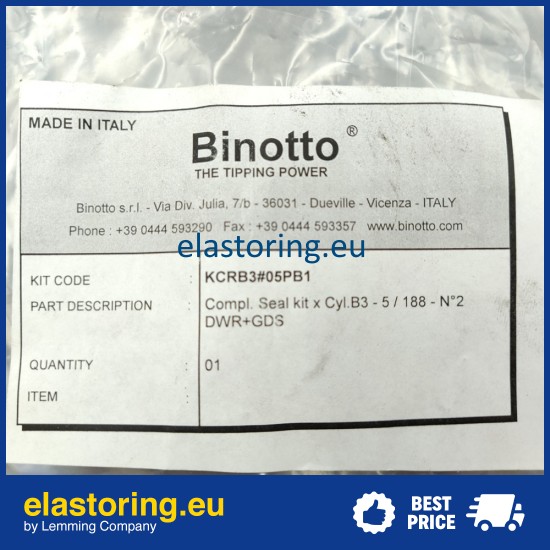 MADE IN ITALY
Binotto ®
THE TIPPING POWER
Binotto s.r.l. - Via Div. Julia, 7/b - 36031 - Dueville - Vicenza - ITALY
Phone : +39 0444 593290 Fax : +39 0444 593357 www.binotto.com
elastoring.eu
KIT CODE : KCRB3#05PB1
PART DESCRIPTION : Compl. Seal kit x Cyl.B3 - 5 / 188 - N°2
DWR+GDS
QUANTITY : 01
ITEM :
elastoring.eu
by Lemming Company
BEST
PRICE